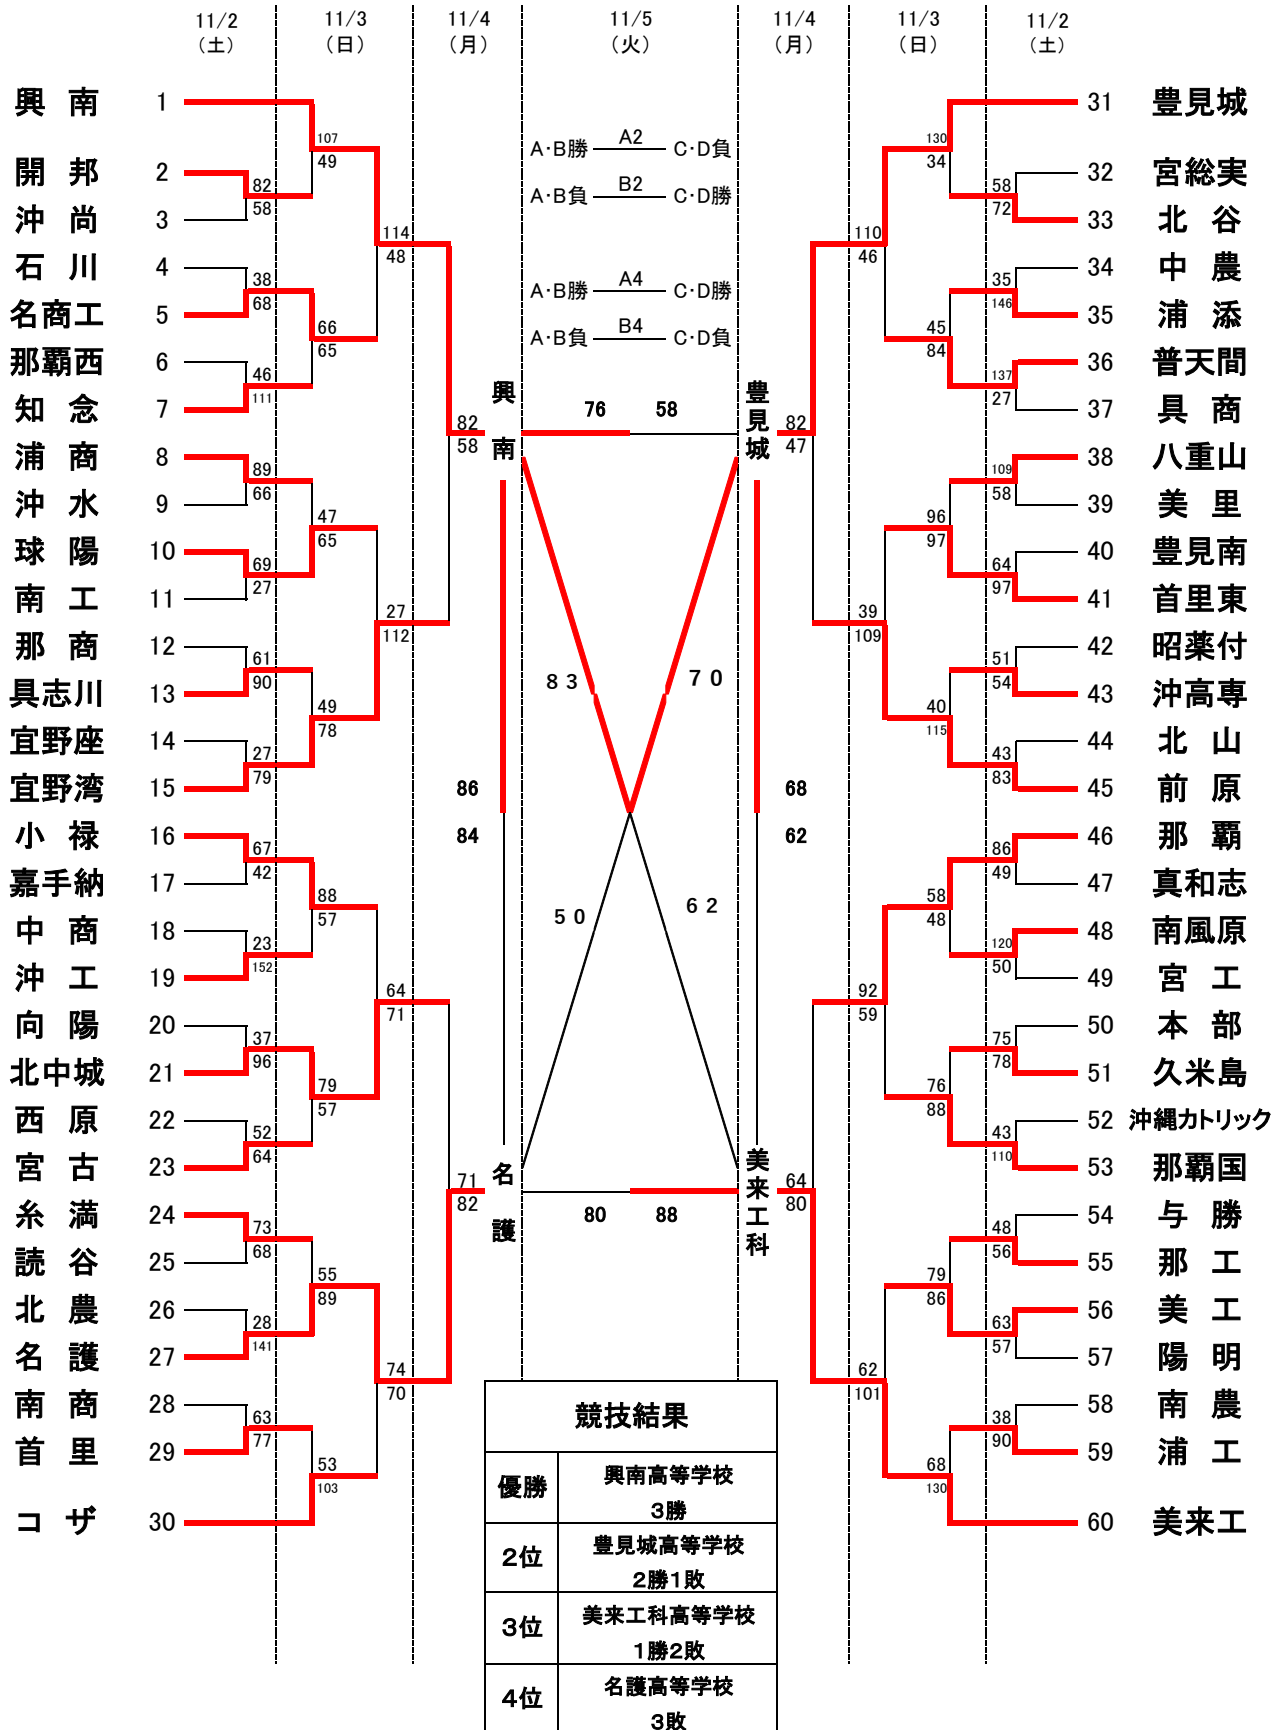 11/2 11/3 11/4 11/5 11/4 11/3 11/2
（土） （日） （月） （火） （月） （日） （土）
興 南 1
開 邦 2
沖 尚 3
石 川 4
名商工 5
那覇西 6
知 念 7
浦 商 8
沖 水 9
球 陽 10
南 工 11
那 商 12
具志川 13
宜野座 14
宜野湾 15
小 禄 16
嘉手納 17
中 商 18
沖 工 19
向 陽 20
北中城 21
西 原 22
宮 古 23
糸 満 24
読 谷 25
北 農 26
名 護 27
南 商 28
首 里 29
コ ザ 30
82
58
38
68
46
111
89
66
69
27
61
90
27
79
67
42
23
152
37
96
52
64
73
68
28
141
63
77
107
49
66
65
47
65
49
78
88
57
79
57
55
89
53
103
114
48
27
112
64
71
74
70
82
58
71
82
A・B勝 A2 C・D負
A・B負 B2 C・D勝
A・B勝 A4 C・D勝
A・B負 B4 C・D負
興南
豊見城
76 58
83 70
86
84
68
62
50 62
名護
美来工科
80 88
82
47
64
80
110
46
39
109
92
59
62
101
130
34
45
84
96
97
40
115
58
48
76
88
79
86
68
130
58
72
35
146
137
27
109
58
64
97
51
54
43
83
86
49
120
50
75
78
43
110
48
56
63
57
38
90
31 豊見城
32 宮総実
33 北 谷
34 中 農
35 浦 添
36 普天間
37 具 商
38 八重山
39 美 里
40 豊見南
41 首里東
42 昭薬付
43 沖高専
44 北 山
45 前 原
46 那 覇
47 真和志
48 南風原
49 宮 工
50 本 部
51 久米島
52 沖縄カトリック
53 那覇国
54 与 勝
55 那 工
56 美 工
57 陽 明
58 南 農
59 浦 工
60 美来工
競技結果
優勝 興南高等学校
3勝
2位 豊見城高等学校
2勝1敗
3位 美来工科高等学校
1勝2敗
4位 名護高等学校
3敗